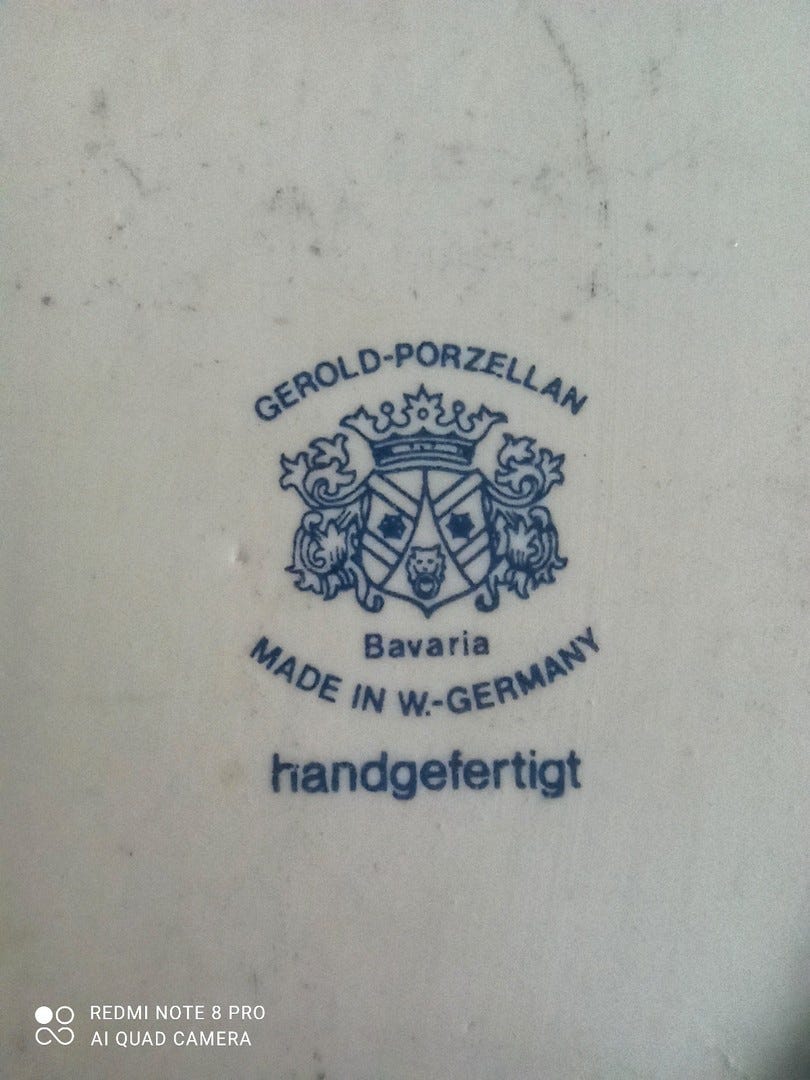 GEROLD-PORZELLAN
Bavaria
MADE IN W.-GERMANY
handgefertigt
REDMI NOTE 8 PRO
AI QUAD CAMERA